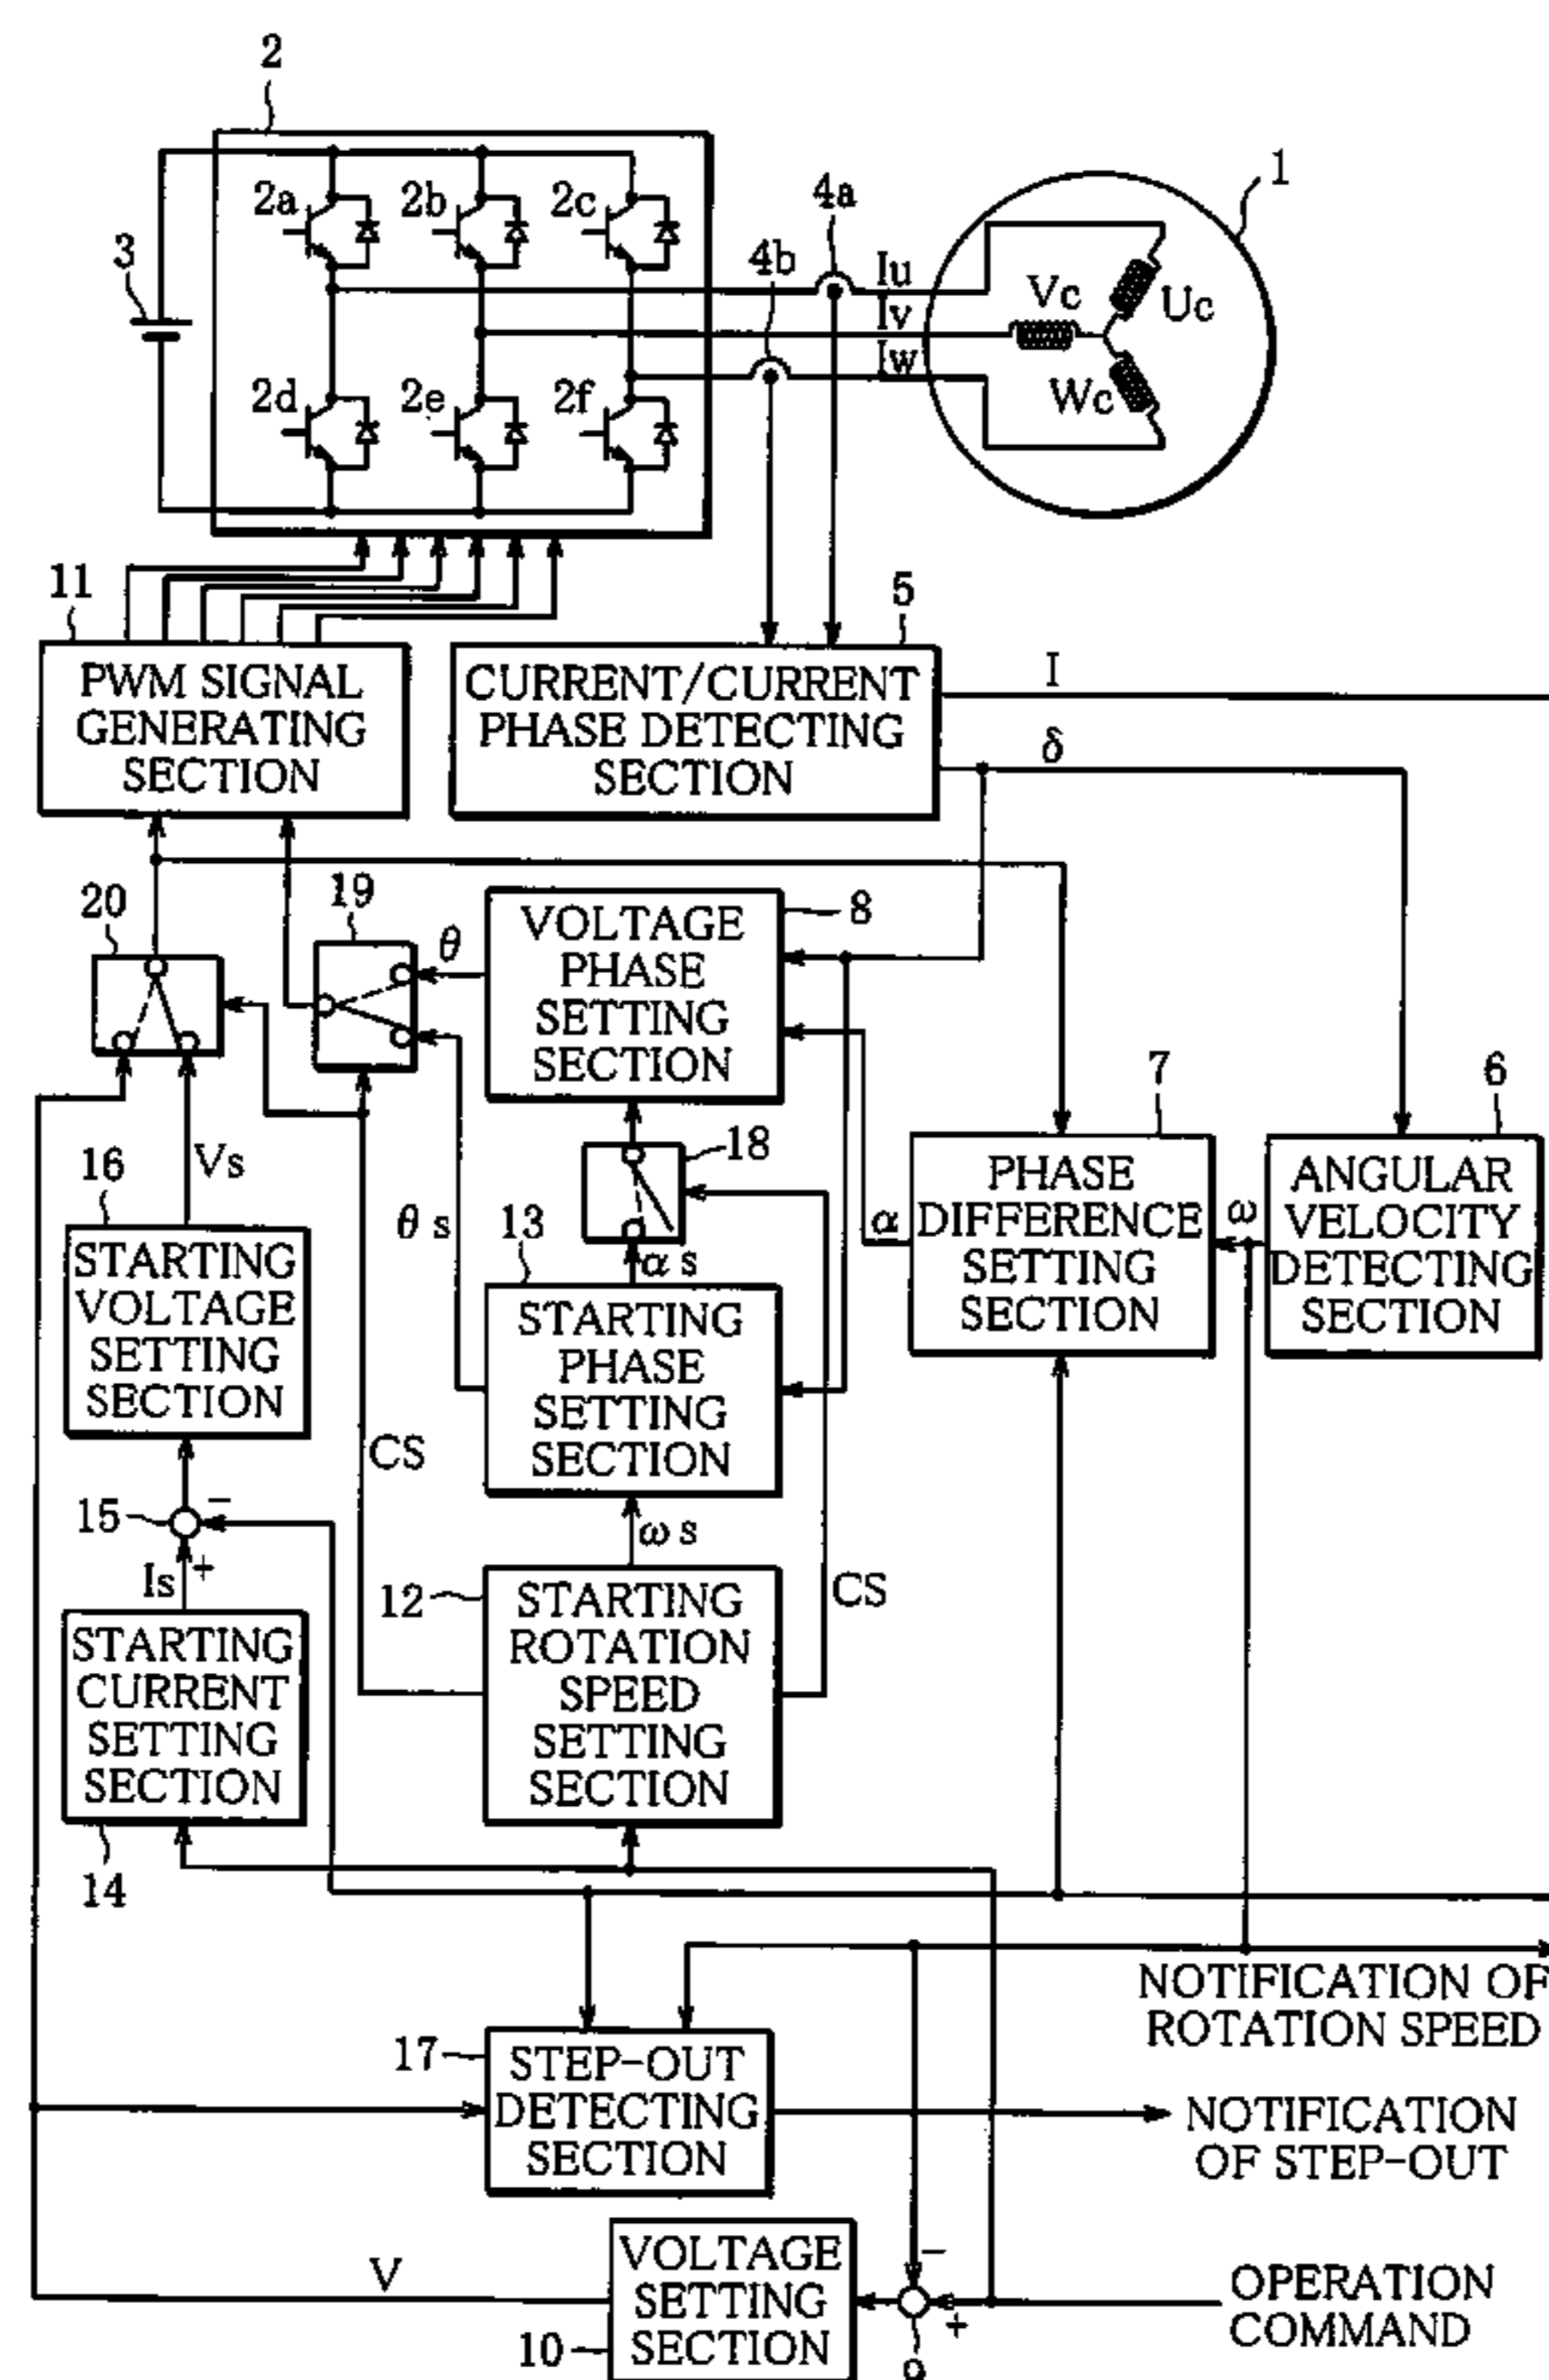 2
1
4a
2a
2b
2c
3
4b
Iu
Vc
Uc
Iv
Iw
Wc
2d
2e
2f
11
5
PWM SIGNAL
GENERATING
SECTION
CURRENT/CURRENT
PHASE DETECTING
SECTION
I
δ
20
19
θ
VOLTAGE
PHASE
SETTING
SECTION
8
7
6
16
Vs
18
PHASE
DIFFERENCE
SETTING
SECTION
ANGULAR
VELOCITY
DETECTING
SECTION
θ s
13
α s
α
ω
STARTING
VOLTAGE
SETTING
SECTION
STARTING
PHASE
SETTING
SECTION
CS
15
-
+
Is
ω s
12
CS
STARTING
CURRENT
SETTING
SECTION
STARTING
ROTATION
SPEED
SETTING
SECTION
14
NOTIFICATION OF
ROTATION SPEED
17
STEP-OUT
DETECTING
SECTION
NOTIFICATION
OF STEP-OUT
V
VOLTAGE
SETTING
SECTION
10
-
+
9
OPERATION
COMMAND